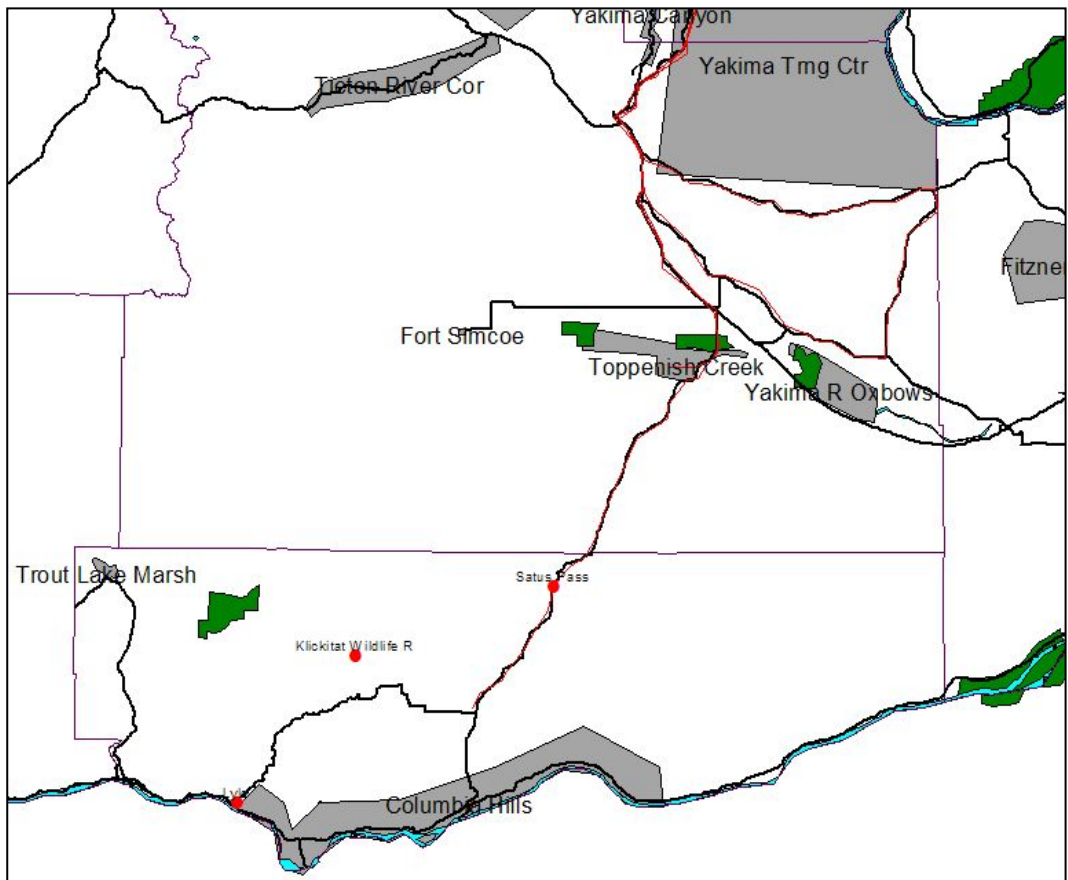 Yakima Canyon
Yakima Trng Ctr
Tieton River Cor
Fitzner
Fort Simcoe
Toppenish Creek
Yakima R Oxbows
Trout Lake Marsh
Satus Pass
Klickitat Wildlife R
Columbia Hills